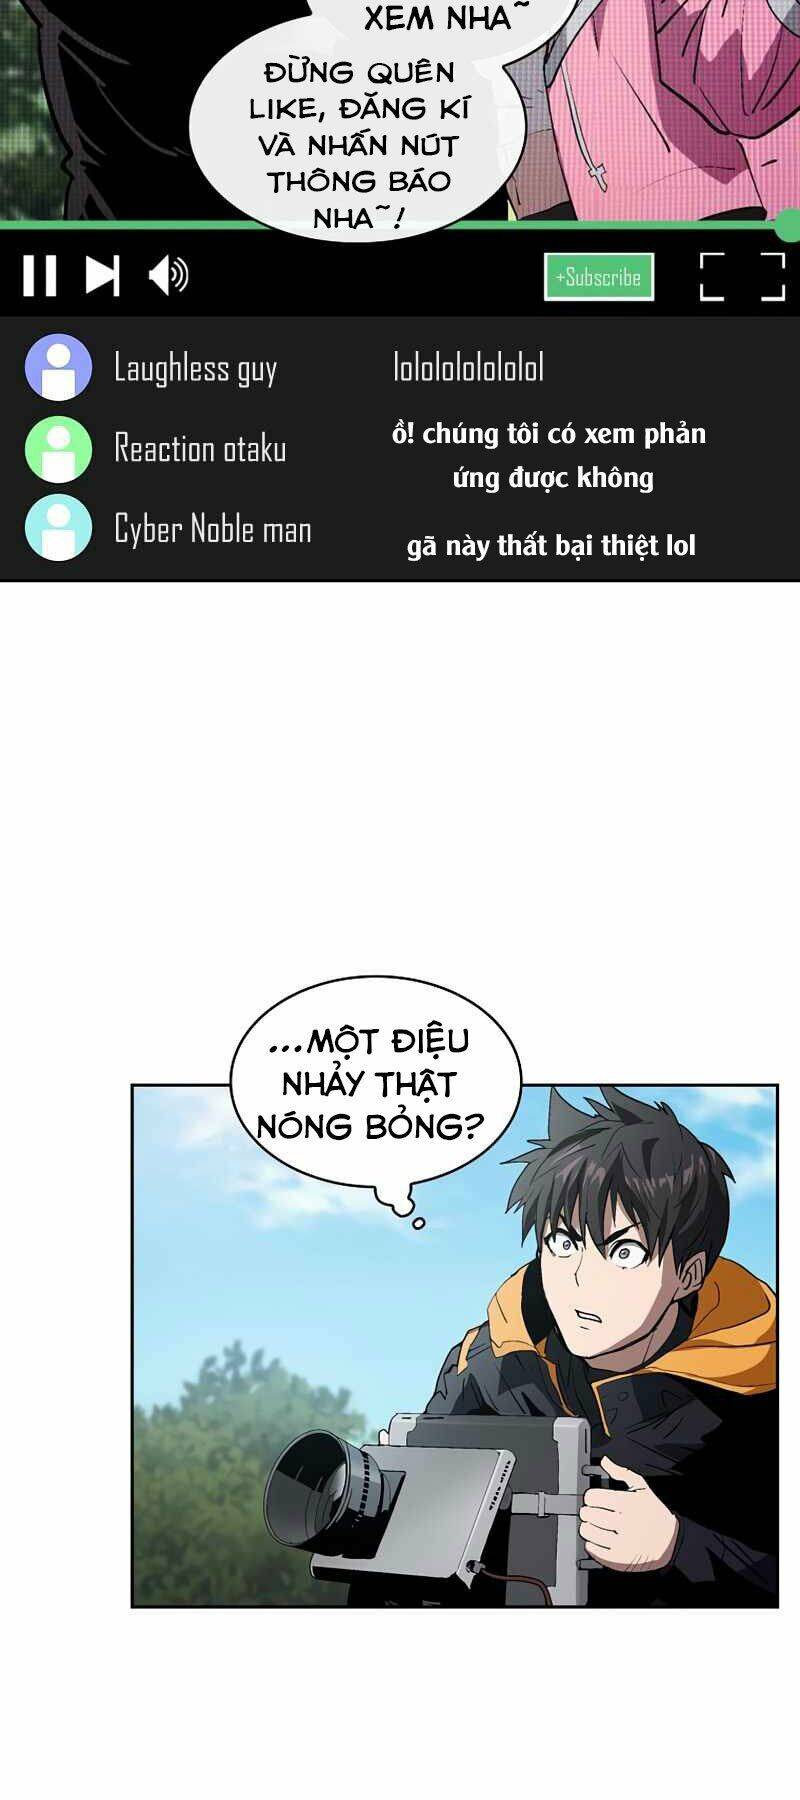 XEM NHA~
ĐỪNG QUÊN
LIKE, ĐĂNG KÍ
VÀ NHẤN NÚT
THÔNG BÁO
NHA~!
+Subscribe
Laughless guy lolololololol
Reaction otaku ồ! chúng tôi có xem phản
ứng được không
Cyber Noble man gã này thất bại thiệt lol
...MỘT ĐIỆU
NHẢY THẬT
NÓNG BỎNG?